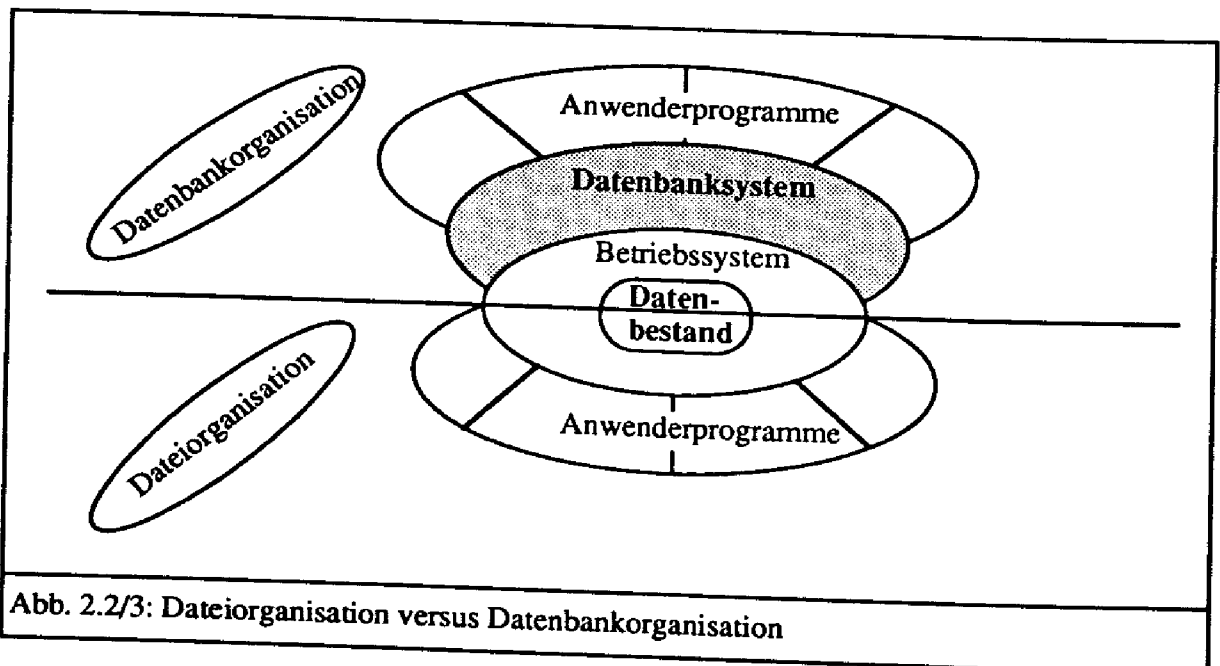 Datenbankorganisation
Anwenderprogramme
Datenbanksystem
Betriebssystem
Daten-
bestand
Dateiorganisation
Anwenderprogramme
Abb. 2.2/3: Dateiorganisation versus Datenbankorganisation